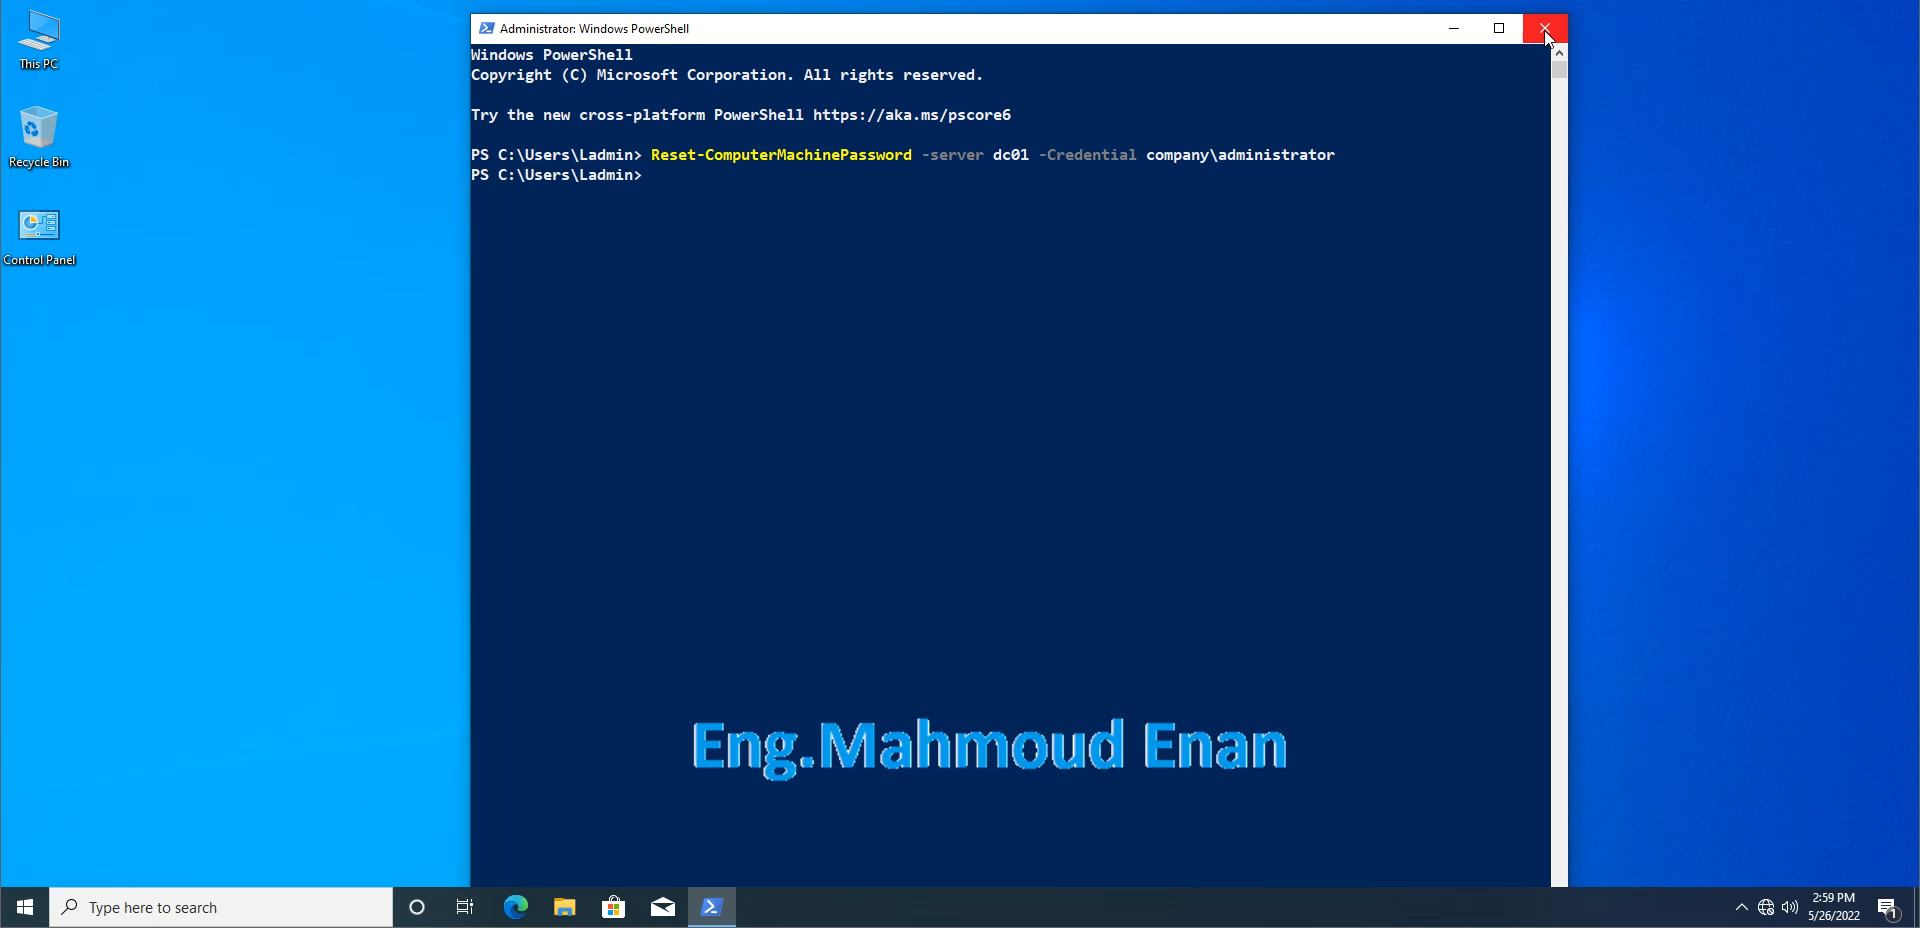 This PC
Recycle Bin
Control Panel
Administrator: Windows PowerShell
Windows PowerShell
Copyright (C) Microsoft Corporation. All rights reserved.
Try the new cross-platform PowerShell https://aka.ms/pscore6
PS C:\Users\Ladmin> Reset-ComputerMachinePassword -server dc01 -Credential company\administrator
PS C:\Users\Ladmin>
Eng.Mahmoud Enan
Type here to search
2:59 PM
5/26/2022
1